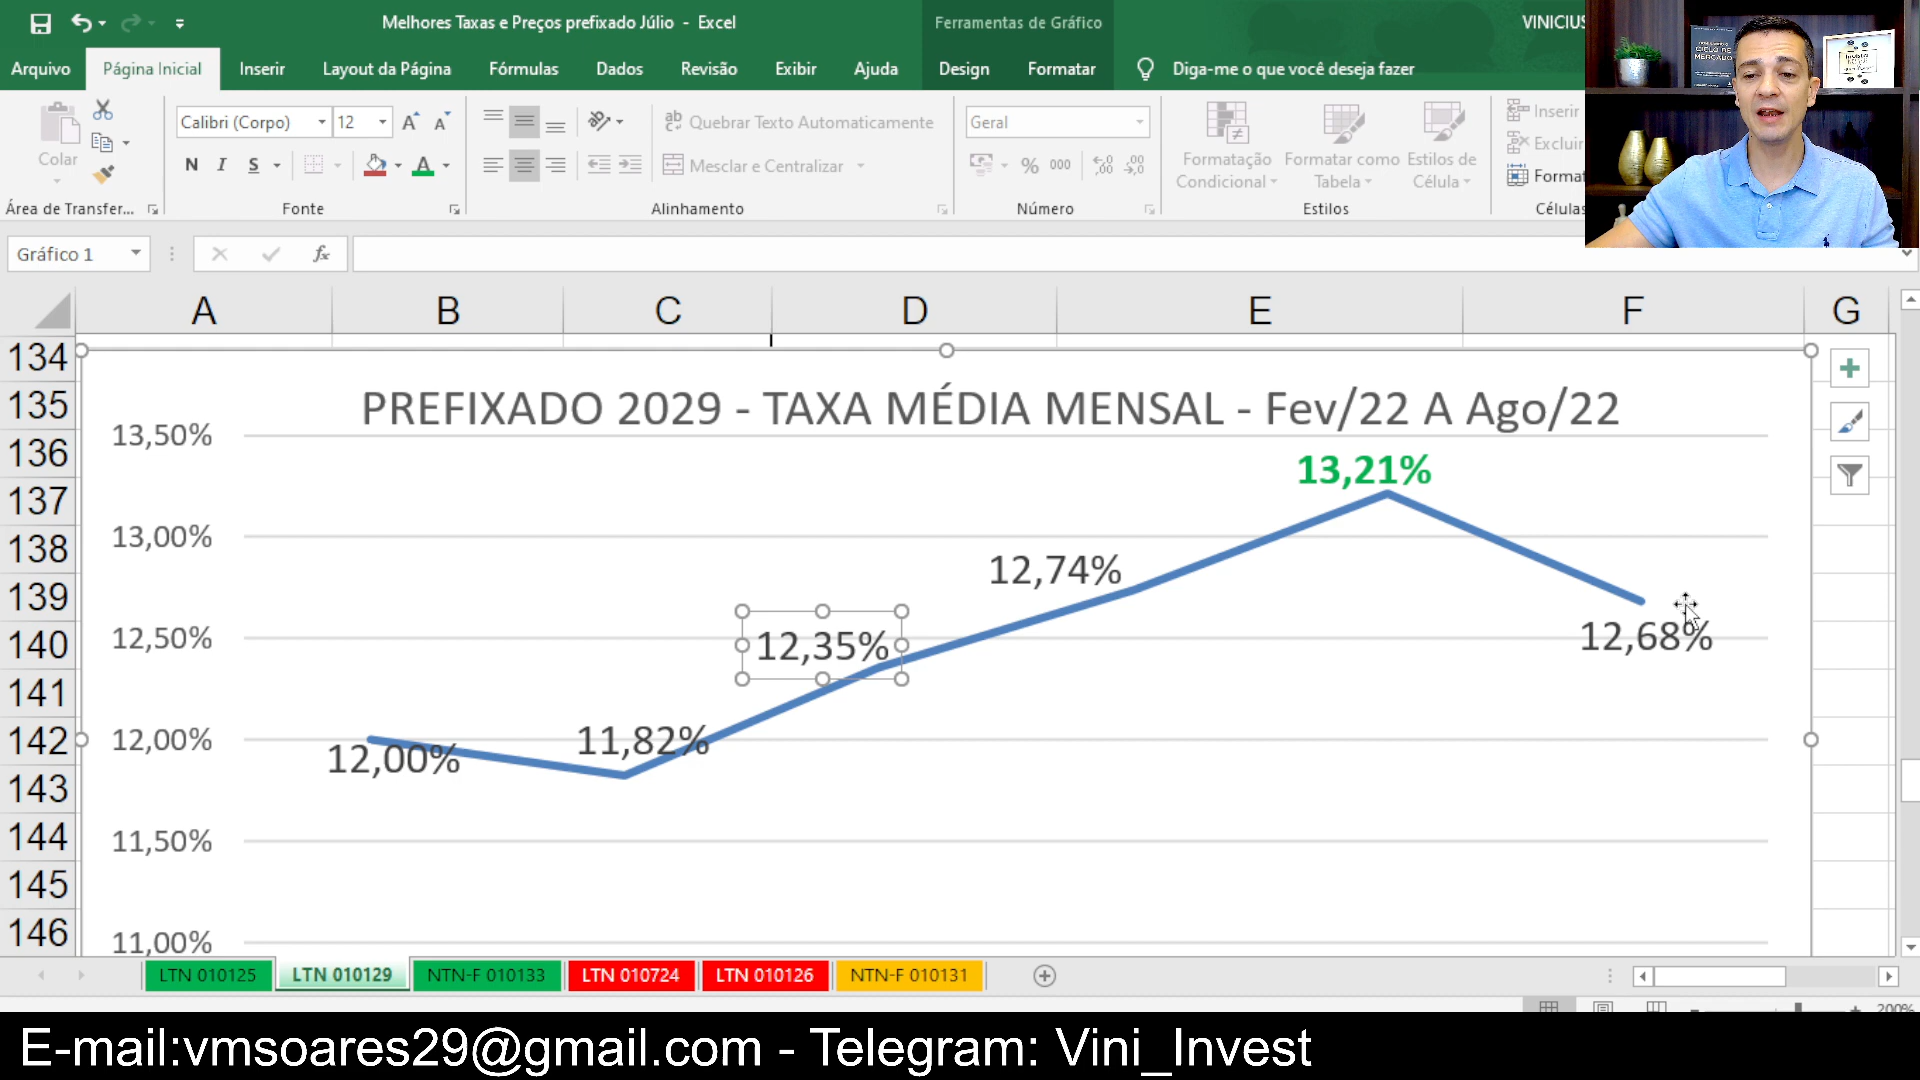 Melhores Taxas e Preços prefixado Júlio - Excel
Ferramentas de Gráfico
VINICIUS
Arquivo
Página Inicial
Inserir
Layout da Página
Fórmulas
Dados
Revisão
Exibir
Ajuda
Design
Formatar
Diga-me o que você deseja fazer
Colar
Calibri (Corpo)
12
N I S
Quebrar Texto Automaticamente
Mesclar e Centralizar
Geral
% 000
Formatação Condicional
Formatar como Tabela
Estilos de Célula
Inserir
Excluir
Format
Área de Transfer...
Fonte
Alinhamento
Número
Estilos
Células
Gráfico 1
fx
A B C D E F G
134
135
136
137
138
139
140
141
142
143
144
145
146
PREFIXADO 2029 - TAXA MÉDIA MENSAL - Fev/22 A Ago/22
13,50%
13,00%
12,50%
12,00%
11,50%
11,00%
12,00%
11,82%
12,35%
12,74%
13,21%
12,68%
LTN 010125
LTN 010129
NTN-F 010133
LTN 010724
LTN 010126
NTN-F 010131
200%
E-mail:vmsoares29@gmail.com - Telegram: Vini_Invest